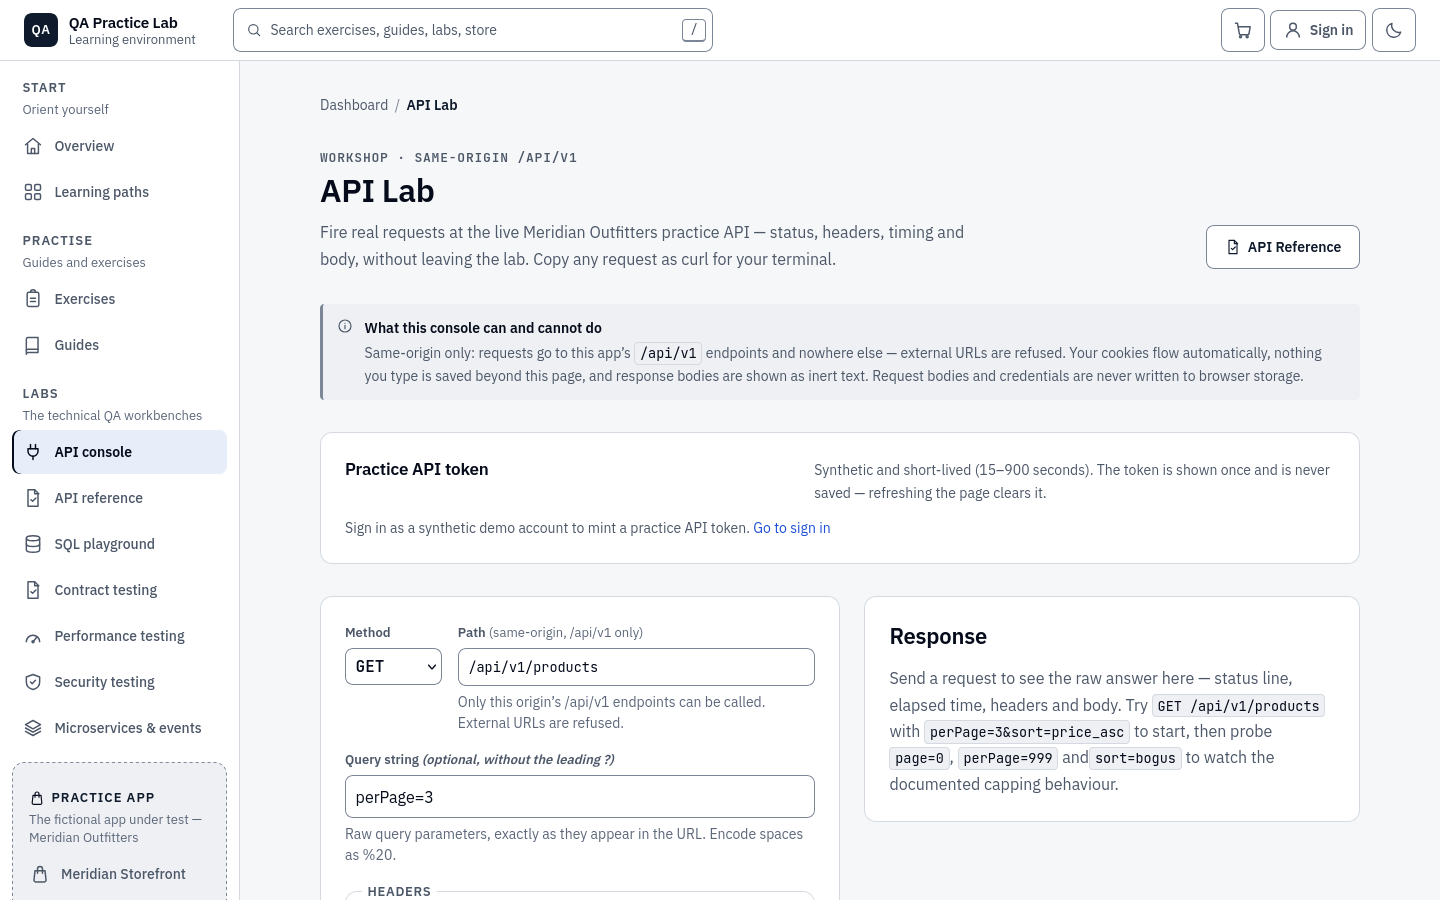 QA
QA Practice Lab
Learning environment
Search exercises, guides, labs, store
/
Sign in
START
Orient yourself
Overview
Learning paths
PRACTISE
Guides and exercises
Exercises
Guides
LABS
The technical QA workbenches
API console
API reference
SQL playground
Contract testing
Performance testing
Security testing
Microservices & events
PRACTICE APP
The fictional app under test —
Meridian Outfitters
Meridian Storefront
Dashboard / API Lab
WORKSHOP · SAME-ORIGIN /API/V1
API Lab
Fire real requests at the live Meridian Outfitters practice API — status, headers, timing and
body, without leaving the lab. Copy any request as curl for your terminal.
API Reference
What this console can and cannot do
Same-origin only: requests go to this app’s /api/v1 endpoints and nowhere else — external URLs are refused. Your cookies flow automatically, nothing
you type is saved beyond this page, and response bodies are shown as inert text. Request bodies and credentials are never written to browser storage.
Practice API token
Synthetic and short-lived (15–900 seconds). The token is shown once and is never
saved — refreshing the page clears it.
Sign in as a synthetic demo account to mint a practice API token. Go to sign in
Method
GET
Path (same-origin, /api/v1 only)
/api/v1/products
Only this origin’s /api/v1 endpoints can be called.
External URLs are refused.
Query string (optional, without the leading ?)
perPage=3
Raw query parameters, exactly as they appear in the URL. Encode spaces
as %20.
HEADERS
Response
Send a request to see the raw answer here — status line,
elapsed time, headers and body. Try GET /api/v1/products
with perPage=3&sort=price_asc to start, then probe
page=0, perPage=999 and sort=bogus to watch the
documented capping behaviour.